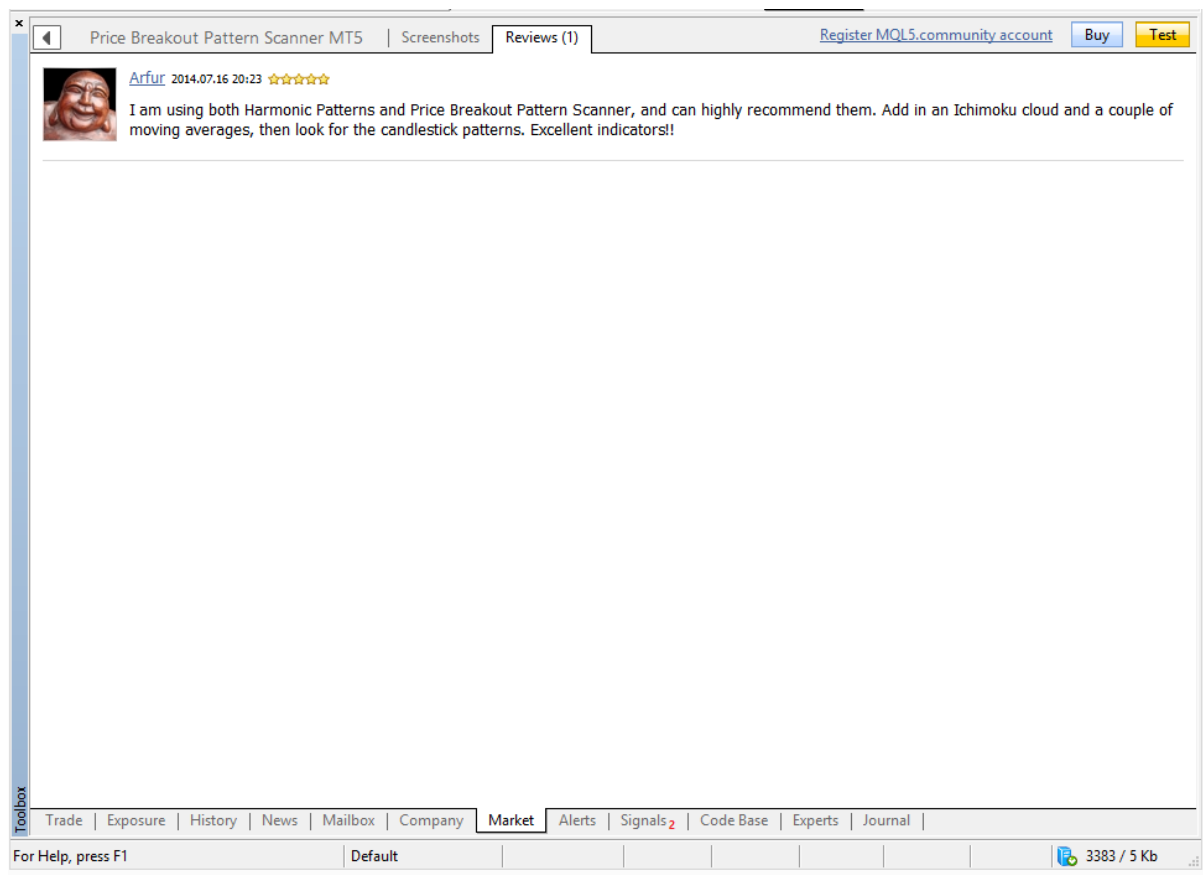 ×
Price Breakout Pattern Scanner MT5 | Screenshots Reviews (1) Register MQL5.community account Buy Test
Arfur 2014.07.16 20:23
I am using both Harmonic Patterns and Price Breakout Pattern Scanner, and can highly recommend them. Add in an Ichimoku cloud and a couple of
moving averages, then look for the candlestick patterns. Excellent indicators!!
Toolbox
Trade | Exposure | History | News | Mailbox | Company Market Alerts | Signals 2 | Code Base | Experts | Journal |
For Help, press F1 Default 3383 / 5 Kb